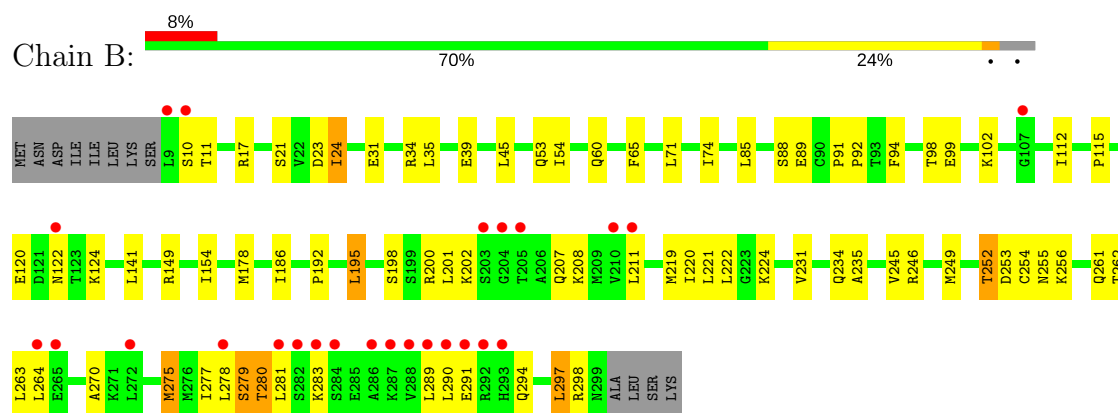 8%
Chain B:
70% 24% • •
MET ASN ASP ILE ILE LEU LYS SER L9 S10 T11 R17 S21 V22 D23 I24 E31 R34 L35 E39 L45 Q53 I54 Q60 F65 L71 I74 L85 S88 E89 C90 P91 P92 T93 F94 T98 E99 K102 G107 I112 P115
E120 D121 N122 T123 K124 L141 R149 I154 M178 I186 P192 L195 S198 S199 R200 L201 K202 S203 G204 T205 A206 Q207 K208 M209 V210 L211 M219 I220 L221 L222 G223 K224 V231 Q234 A235 V245 R246 M249 T252 D253 C254 N255 K256 Q261 T262
L263 L264 E265 A270 K271 L272 M275 M276 I277 L278 S279 T280 L281 S282 K283 S284 E285 A286 K287 V288 L289 L290 E291 R292 H293 Q294 L297 R298 N299 ALA LEU SER LYS